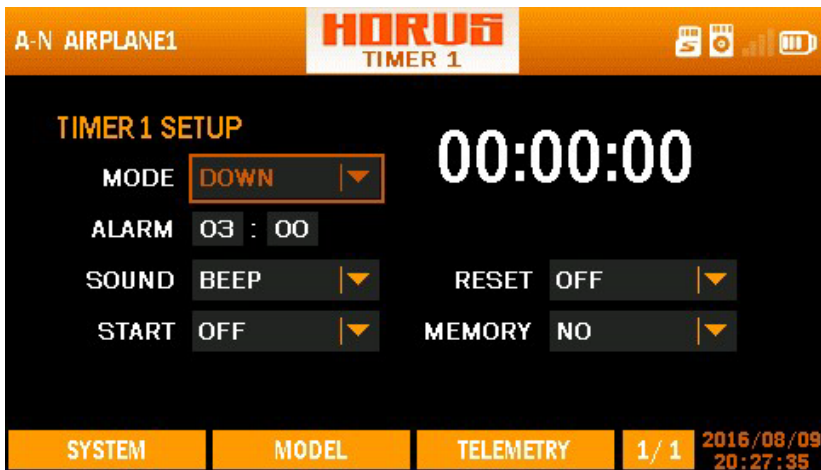 A-N AIRPLANE1
HORUS
TIMER 1
TIMER 1 SETUP
00:00:00
MODE DOWN
ALARM 03 : 00
SOUND BEEP RESET OFF
START OFF MEMORY NO
SYSTEM MODEL TELEMETRY 1/1 2016/08/09
20:27:35